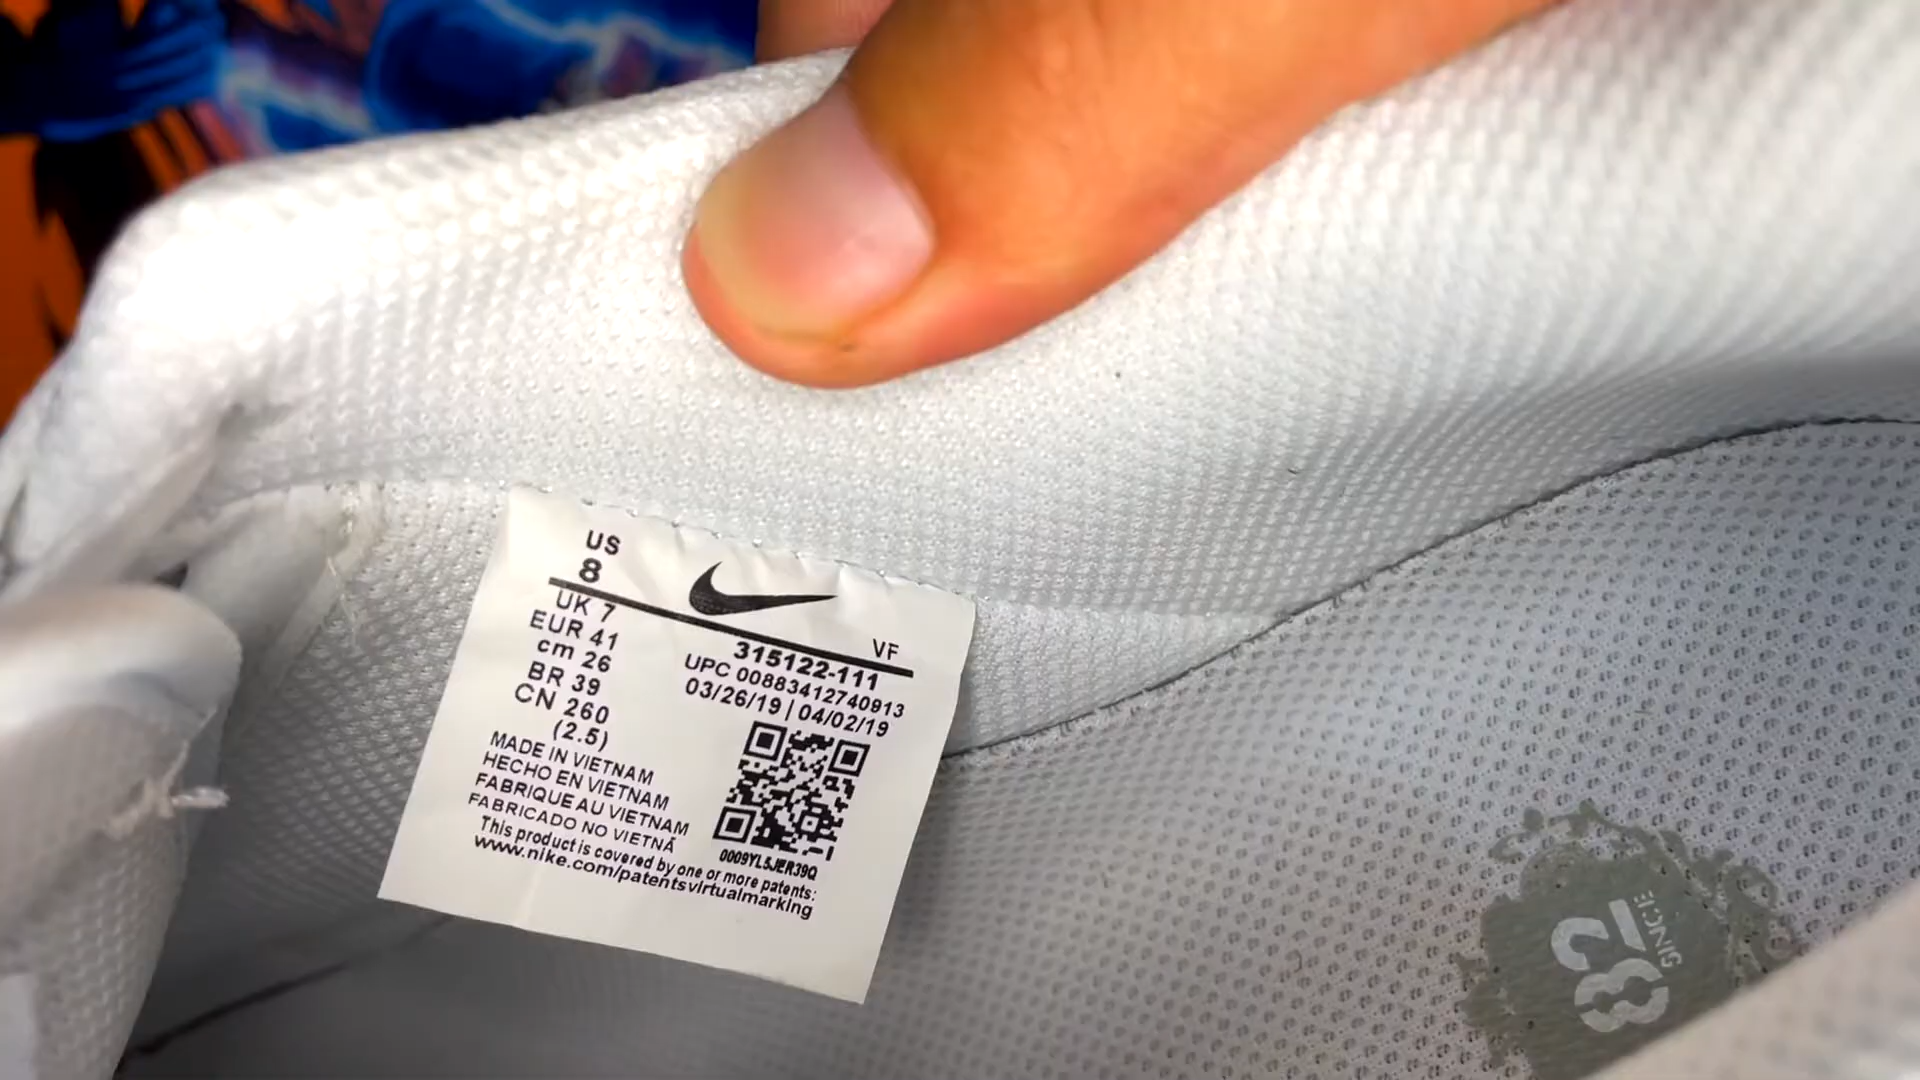 US
8
UK 7
EUR 41
cm 26
BR 39
CN 260
(2.5)
VF
315122-111
UPC 00883412740913
03/26/19 | 04/02/19
0009YL5JER39Q
MADE IN VIETNAM
HECHO EN VIETNAM
FABRIQUE AU VIETNAM
FABRICADO NO VIETNÃ
This product is covered by one or more patents:
www.nike.com/patentsvirtualmarking
SINCE
82